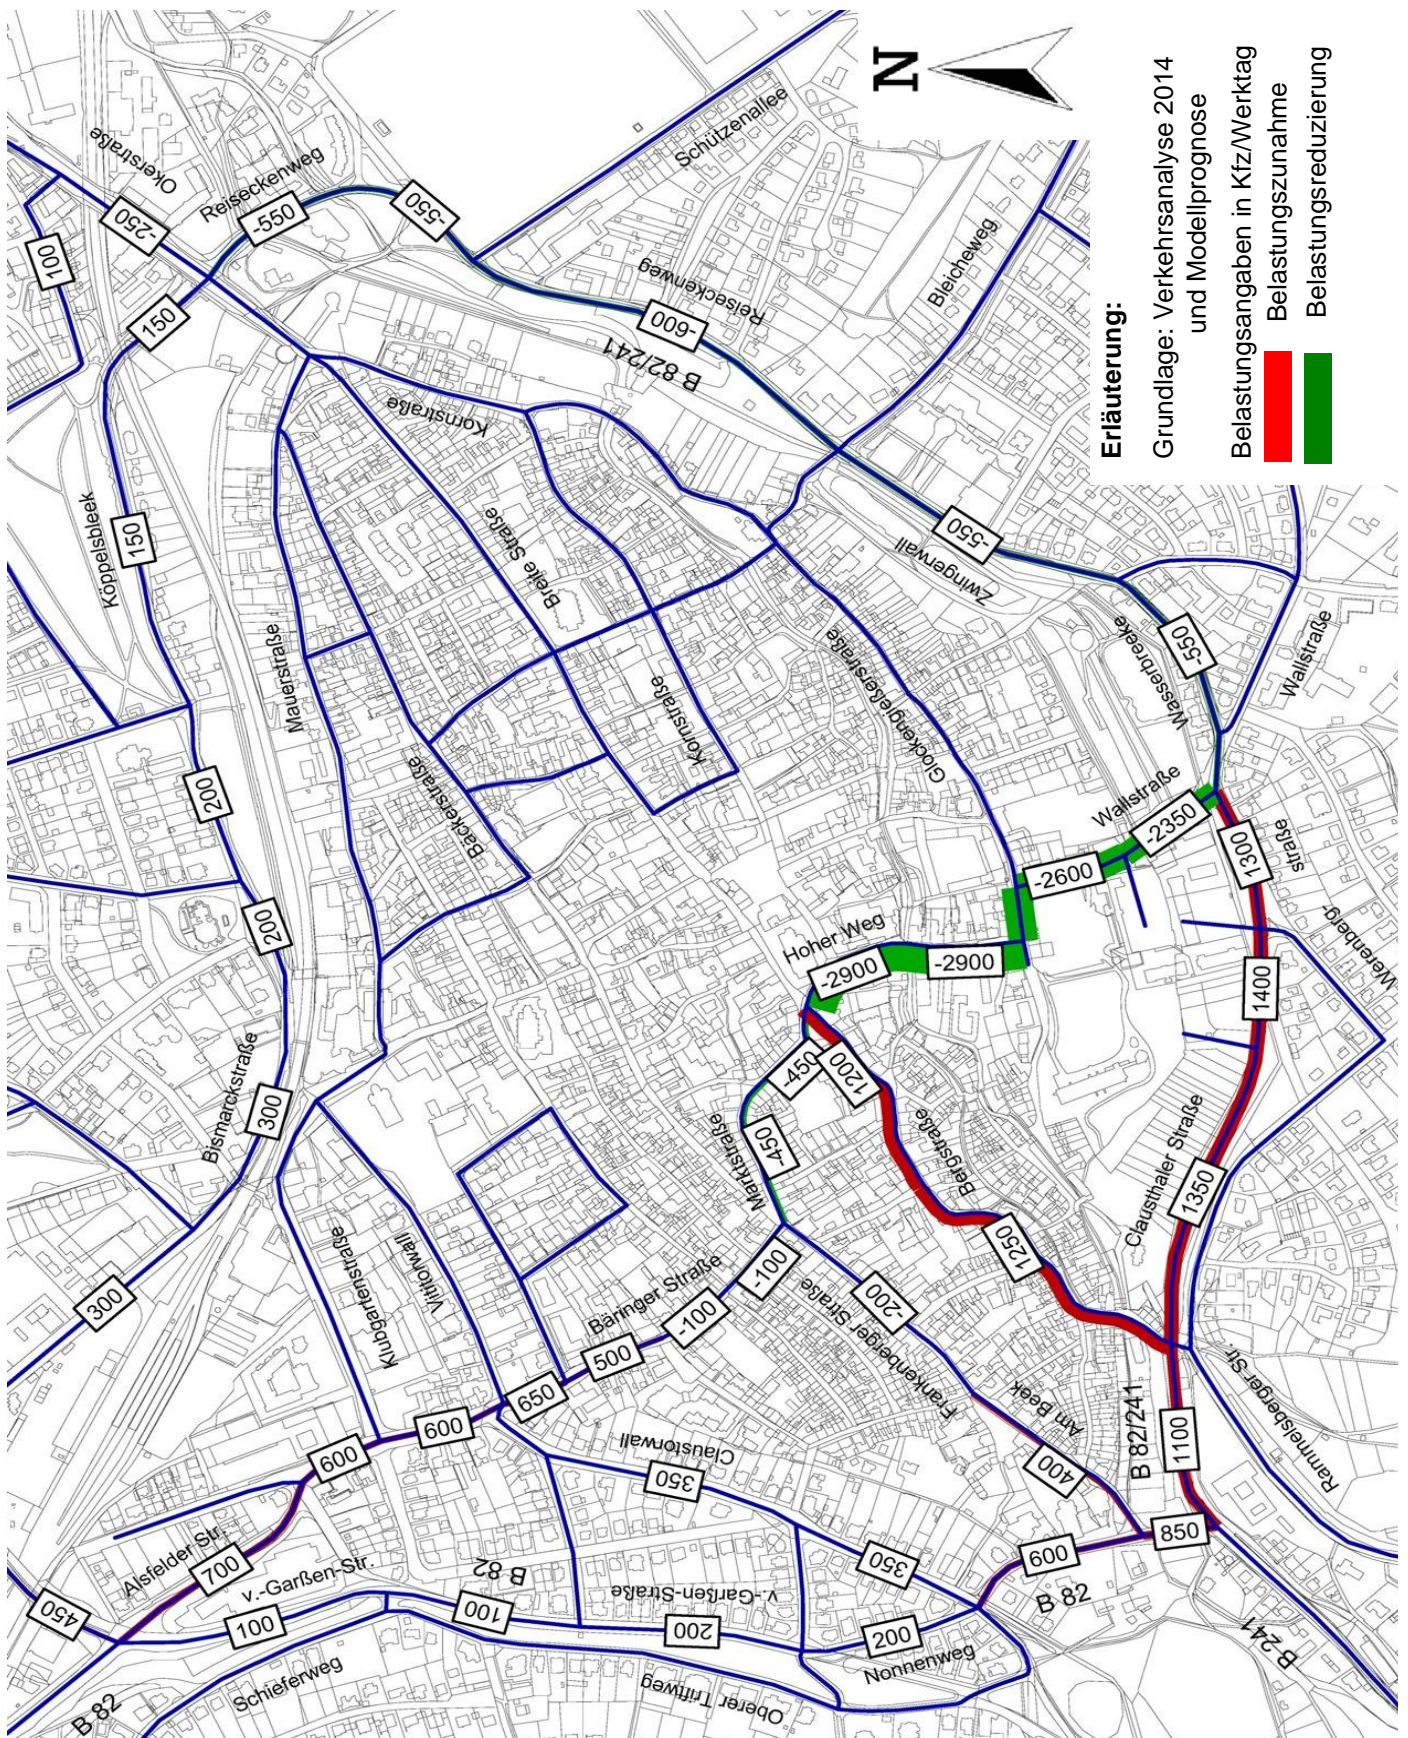 N
Erläuterung:
Grundlage: Verkehrsanalyse 2014
und Modellprognose
Belastungsangaben in Kfz/Werktag
Belastungszunahme
Belastungsreduzierung
Okerstraße
Reiseckenweg
Schützenallee
100
-250
-550
-550
150
Reiseckenweg
-600
B 82/241
Bleicheweg
Kornstraße
Köppelsbleek
150
Breite Straße
-550
Zwingerwall
Mauerstraße
Wasserbreeke
-550
Wallstraße
Kornstraße
Glockengießerstraße
200
Bäckerstraße
Wallstraße
-2350
1300
straße
-2600
200
Hoher Weg
-2900
-2900
Werenberg-
1400
Bismarckstraße
300
-450
1200
Marktstraße
-450
Bergstraße
Clausthaler Straße
1350
300
Klubgartenstraße
Vititorwall
Bäringer Straße
-100
-100
500
Frankenberger Straße
-200
1250
650
600
600
Claustorwall
350
Am Beek
400
B 82/241
1100
Rammelsberger Str.
Alsfelder Str.
700
v.-Garßen-Str.
B 82
v.-Garßen-Straße
350
600
850
450
100
100
200
200
B 82
Nonnenweg
B 241
B 82
Schieferweg
Oberer Triftweg